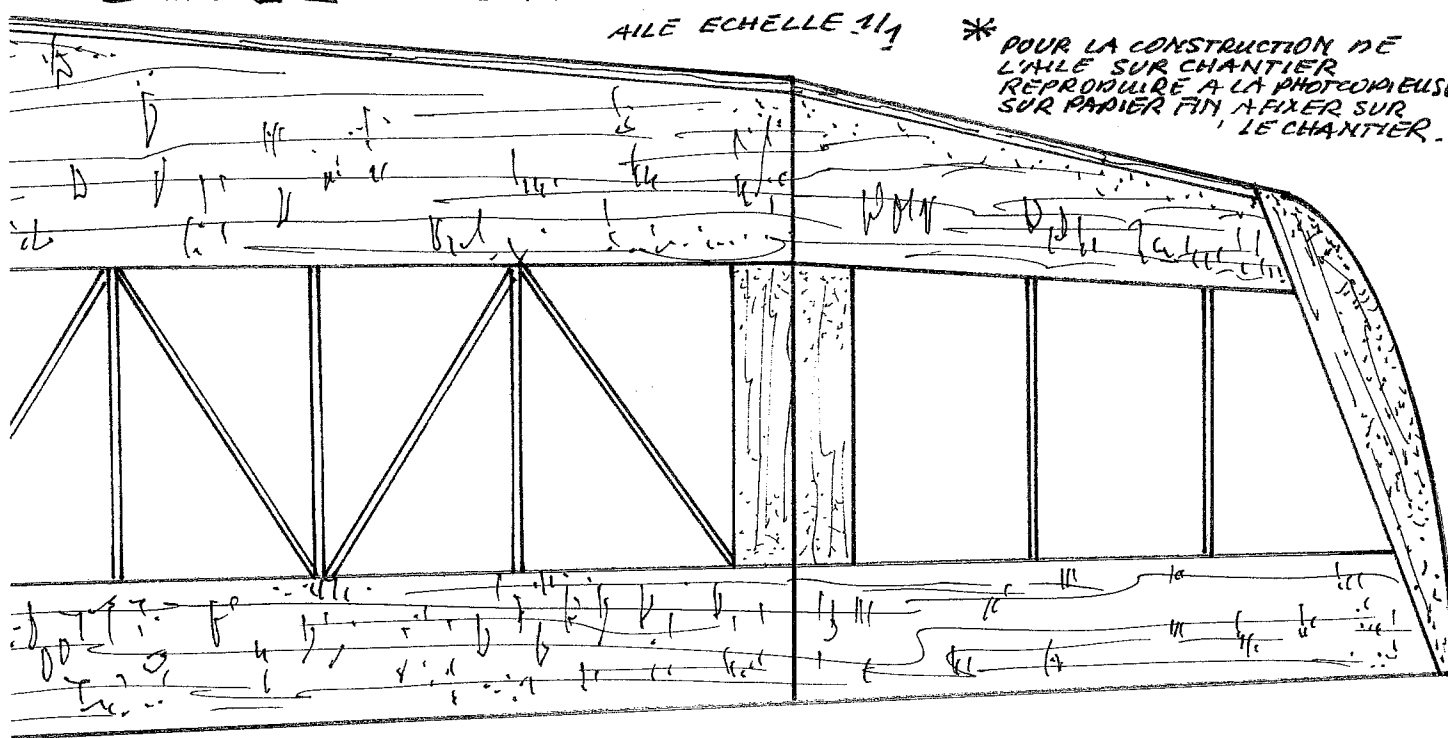 AILE ECHELLE 1/1
* POUR LA CONSTRUCTION DE
L'AILE SUR CHANTIER
REPRODUIRE A LA PHOTCOPIEUSE
SUR PAPIER FIN A FIXER SUR
LE CHANTIER.